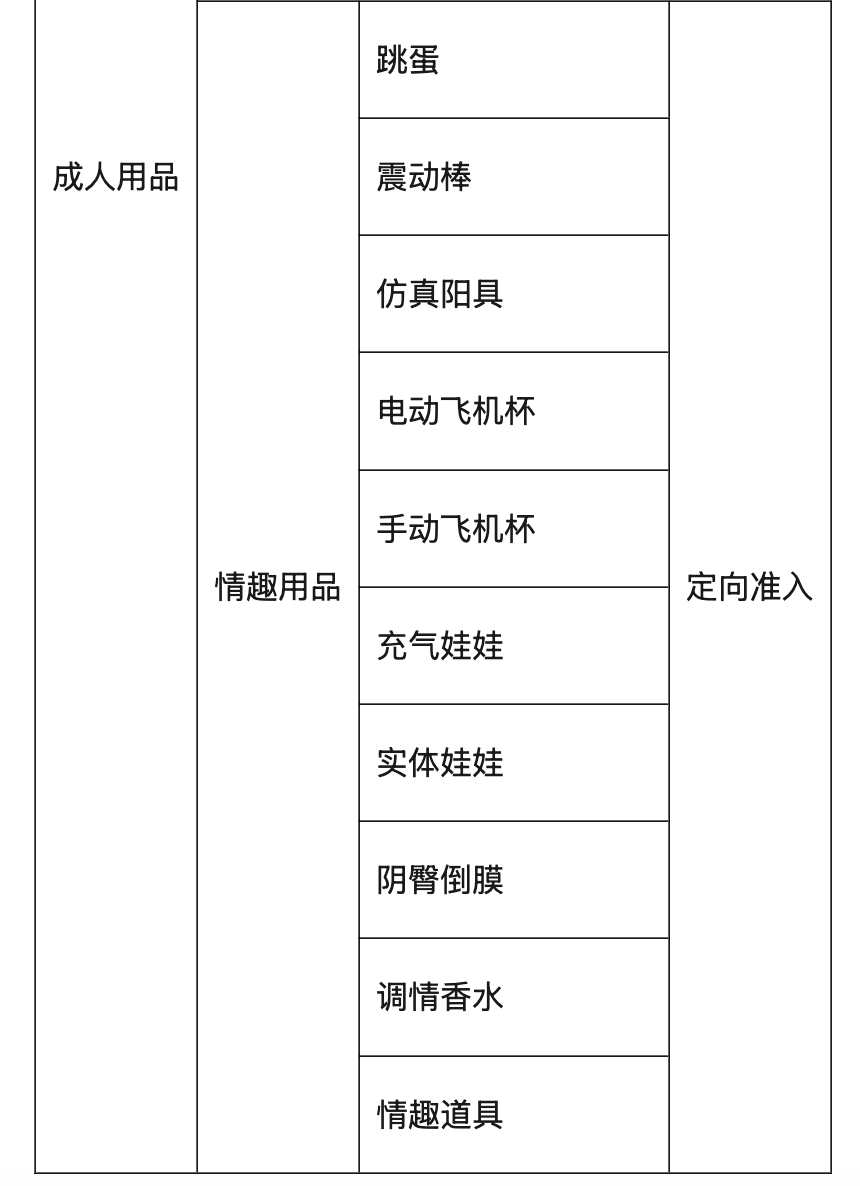 跳蛋
成人用品
震动棒
仿真阳具
电动飞机杯
手动飞机杯
情趣用品
定向准入
充气娃娃
实体娃娃
阴臀倒膜
调情香水
情趣道具